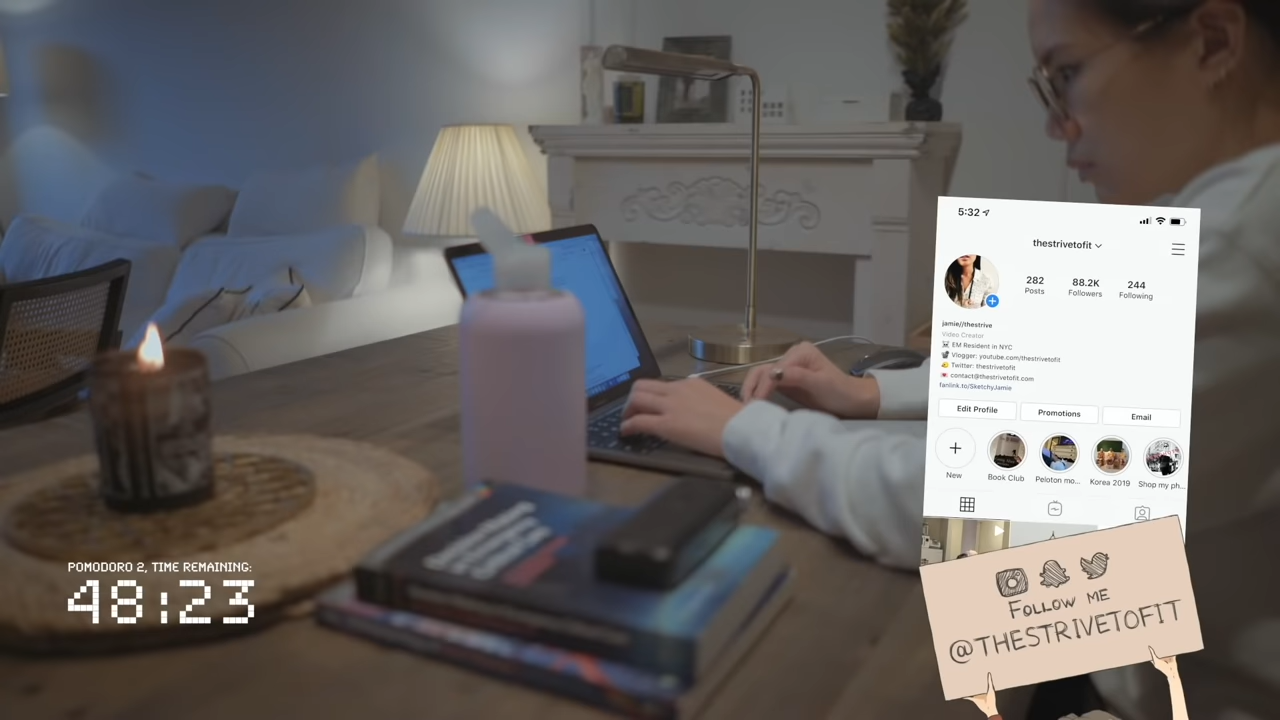 5:32
thestrivetofit
282
88.2K
244
Posts
Followers
Following
jamie//thestrive
Video Creator
EM Resident in NYC
Vlogger: youtube.com/thestrivetofit
Twitter: thestrivetofit
contact@thestrivetofit.com
fanlink.to/SketchyJamie
Edit Profile
Promotions
Email
New
Book Club
Peloton mo...
Korea 2019
Shop my ph...
FOLLOW ME
@THESTRIVETOFIT
POMODORO 2, TIME REMAINING:
48:23